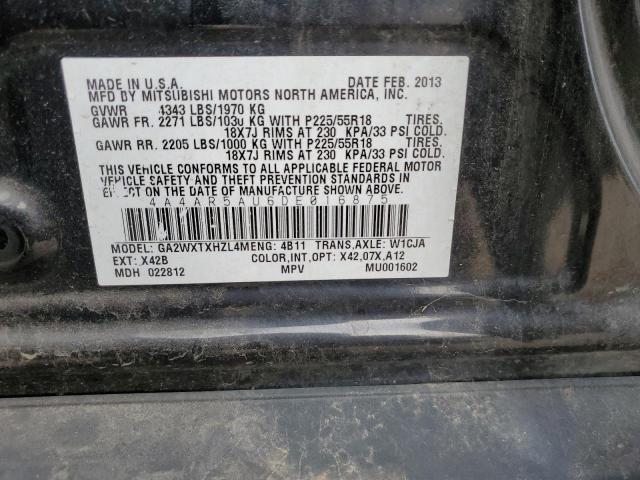 MADE IN U.S.A. DATE FEB. 2013
MFD BY MITSUBISHI MOTORS NORTH AMERICA, INC.
GVWR 4343 LBS/1970 KG
GAWR FR. 2271 LBS/1030 KG WITH P225/55R18 TIRES.
18X7J RIMS AT 230 KPA/33 PSI COLD.
GAWR RR. 2205 LBS/1000 KG WITH P225/55R18 TIRES.
18X7J RIMS AT 230 KPA/33 PSI COLD.
THIS VEHICLE CONFORMS TO ALL APPLICABLE FEDERAL MOTOR
VEHICLE SAFETY AND THEFT PREVENTION STANDARDS IN
EFFECT ON THE DATE OF MANUFACTURE SHOWN ABOVE.
4A4AR5AU6DE016875
MODEL: GA2WXTXHZL4MENG: 4B11 TRANS,AXLE: W1CJA
EXT: X42B COLOR,INT,OPT: X42,07X,A12
MDH 022812 MPV MU001602